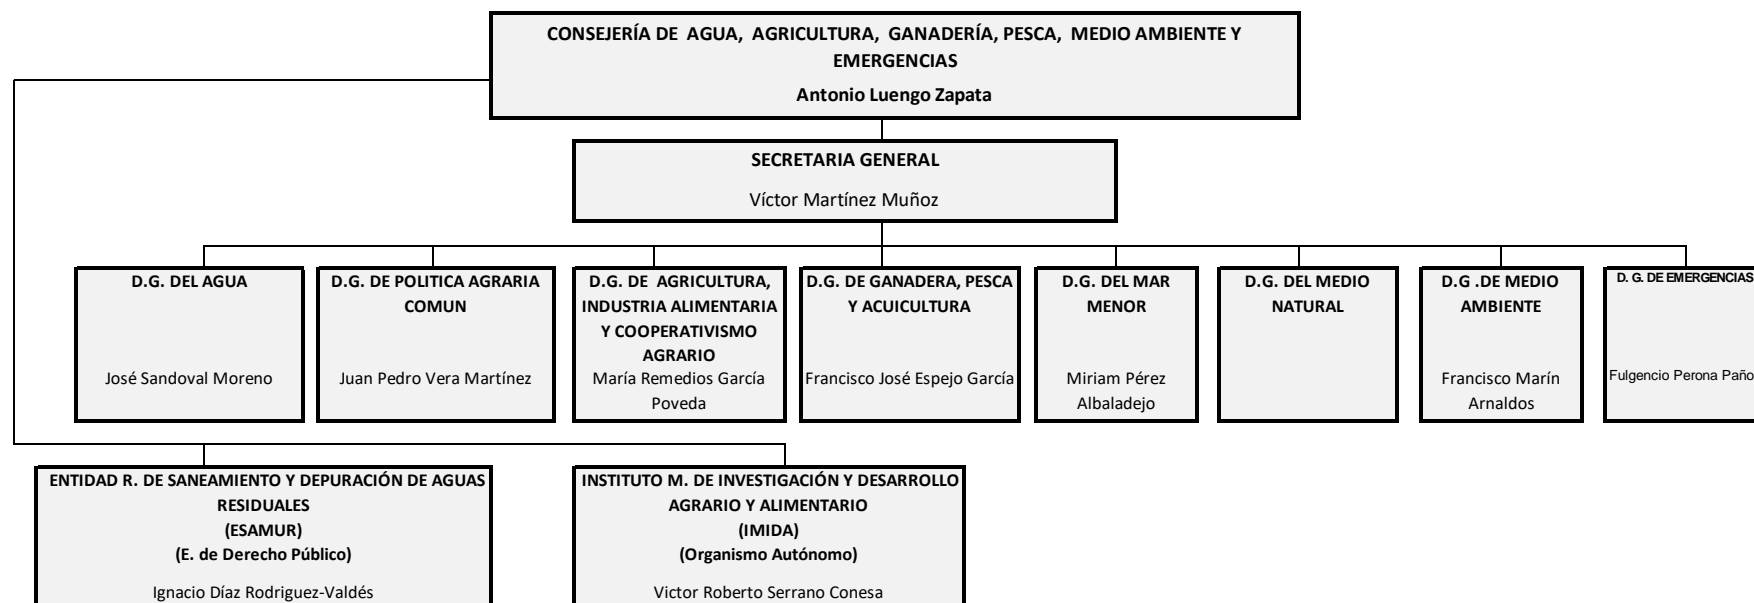 CONSEJERÍA DE AGUA, AGRICULTURA, GANADERÍA, PESCA, MEDIO AMBIENTE Y
EMERGENCIAS
Antonio Luengo Zapata
SECRETARIA GENERAL
Víctor Martínez Muñoz
D.G. DEL AGUA
José Sandoval Moreno
D.G. DE POLITICA AGRARIA
COMUN
Juan Pedro Vera Martínez
D.G. DE AGRICULTURA,
INDUSTRIA ALIMENTARIA
Y COOPERATIVISMO
AGRARIO
María Remedios García
Poveda
D.G. DE GANADERA, PESCA
Y ACUICULTURA
Francisco José Espejo García
D.G. DEL MAR
MENOR
Miriam Pérez
Albaladejo
D.G. DEL MEDIO
NATURAL
D.G .DE MEDIO
AMBIENTE
Francisco Marín
Arnaldos
D. G. DE EMERGENCIAS
Fulgencio Perona Paño
ENTIDAD R. DE SANEAMIENTO Y DEPURACIÓN DE AGUAS
RESIDUALES
(ESAMUR)
(E. de Derecho Público)
Ignacio Díaz Rodriguez-Valdés
INSTITUTO M. DE INVESTIGACIÓN Y DESARROLLO
AGRARIO Y ALIMENTARIO
(IMIDA)
(Organismo Autónomo)
Victor Roberto Serrano Conesa